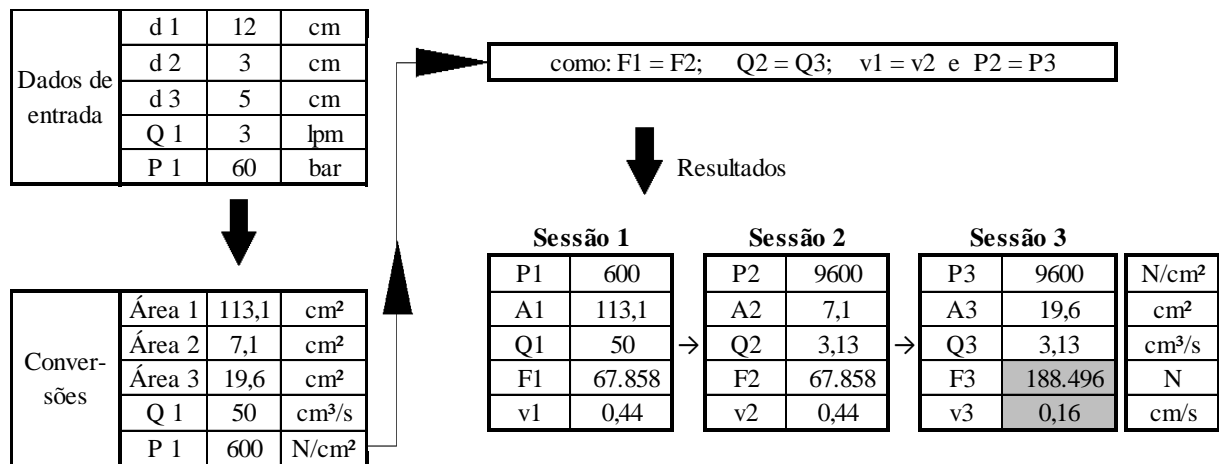 Dados de entrada
d 1 12 cm
d 2 3 cm
d 3 5 cm
Q 1 3 lpm
P 1 60 bar
Conver-
sões
Área 1 113,1 cm²
Área 2 7,1 cm²
Área 3 19,6 cm²
Q 1 50 cm³/s
P 1 600 N/cm²
como: F1 = F2; Q2 = Q3; v1 = v2 e P2 = P3
Resultados
Sessão 1 Sessão 2 Sessão 3
P1 600 P2 9600 P3 9600 N/cm²
A1 113,1 A2 7,1 A3 19,6 cm²
Q1 50 → Q2 3,13 → Q3 3,13 cm³/s
F1 67.858 F2 67.858 F3 188.496 N
v1 0,44 v2 0,44 v3 0,16 cm/s